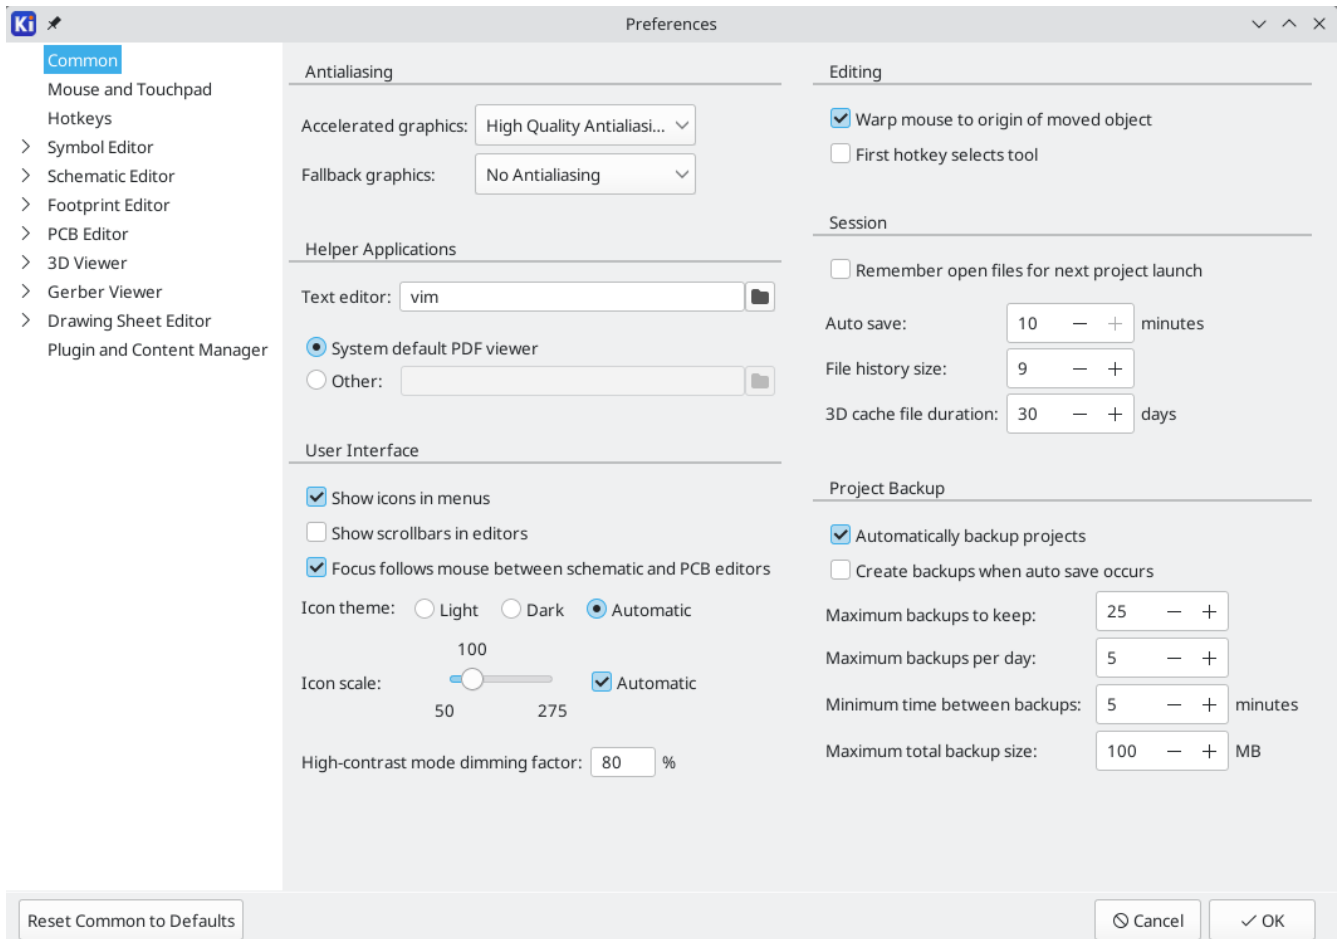 Ki
Preferences
Common
Mouse and Touchpad
Hotkeys
Symbol Editor
Schematic Editor
Footprint Editor
PCB Editor
3D Viewer
Gerber Viewer
Drawing Sheet Editor
Plugin and Content Manager
Antialiasing
Accelerated graphics: High Quality Antialiasi...
Fallback graphics: No Antialiasing
Helper Applications
Text editor: vim
System default PDF viewer
Other:
User Interface
Show icons in menus
Show scrollbars in editors
Focus follows mouse between schematic and PCB editors
Icon theme: Light Dark Automatic
100
Icon scale: Automatic
50 275
High-contrast mode dimming factor: 80 %
Editing
Warp mouse to origin of moved object
First hotkey selects tool
Session
Remember open files for next project launch
Auto save: 10 minutes
File history size: 9
3D cache file duration: 30 days
Project Backup
Automatically backup projects
Create backups when auto save occurs
Maximum backups to keep: 25
Maximum backups per day: 5
Minimum time between backups: 5 minutes
Maximum total backup size: 100 MB
Reset Common to Defaults
Cancel
OK